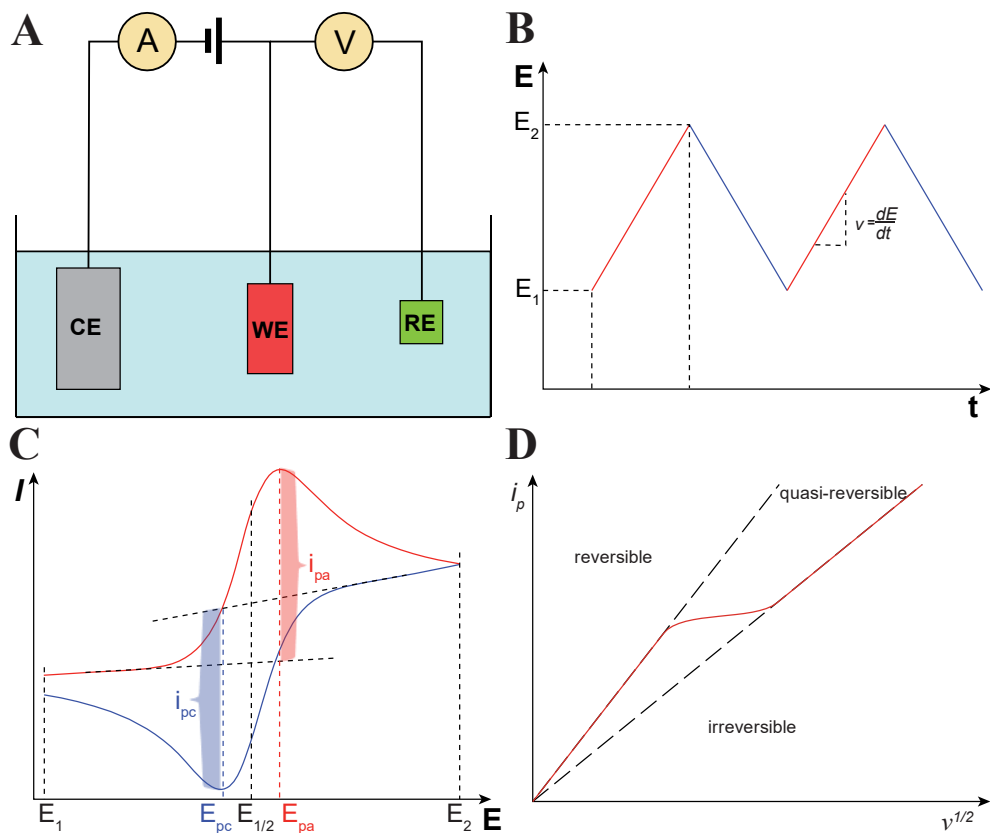 A
A
V
CE
WE
RE
B
E
E2
E1
v = dE/dt
t
C
I
ipa
ipc
E1
Epc
E1/2
Epa
E2
E
D
ip
quasi-reversible
reversible
irreversible
v1/2